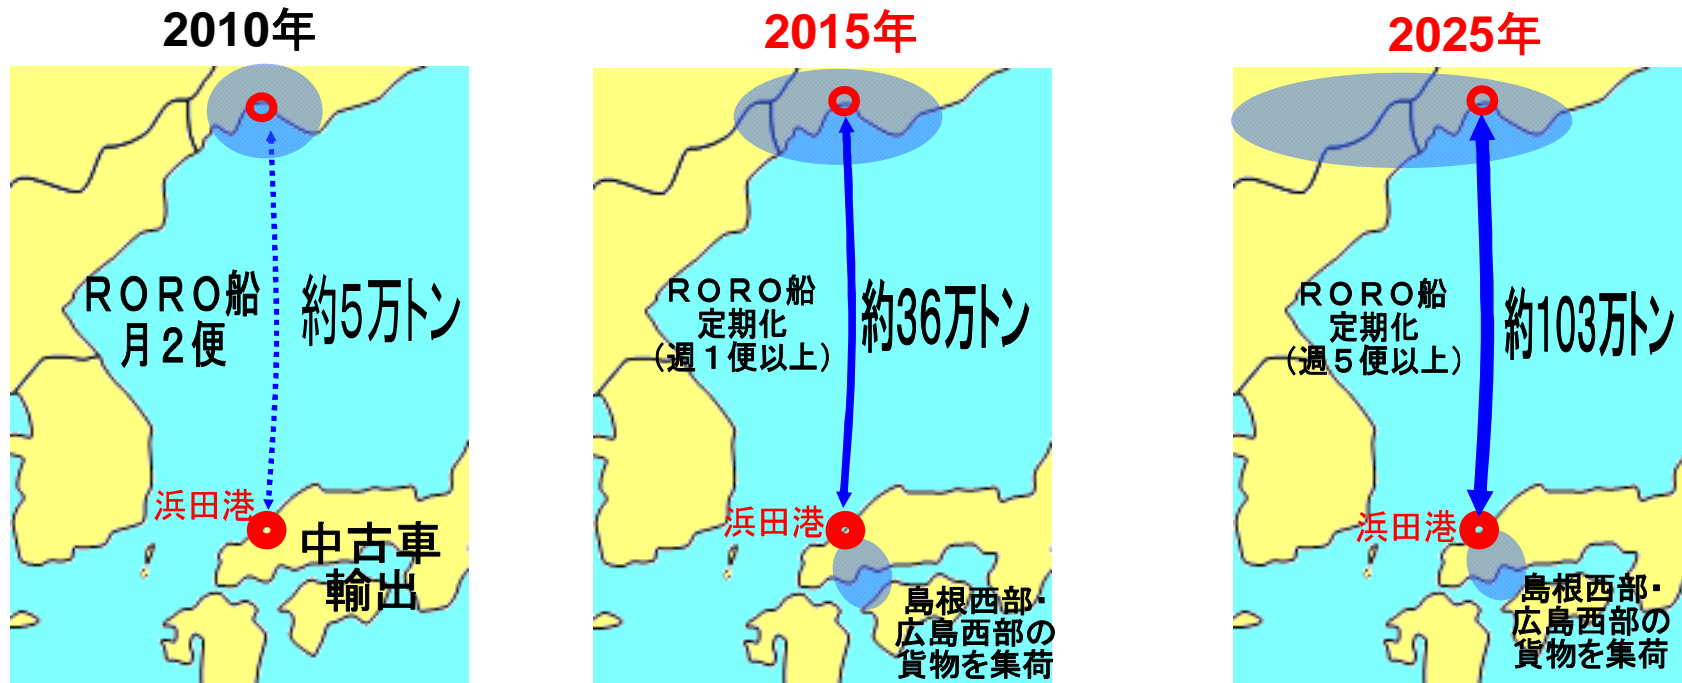 2010年
ＲＯＲＯ船
月２便
約5万トン
浜田港
中古車
輸出
2015年
ＲＯＲＯ船
定期化
（週１便以上）
約36万トン
浜田港
島根西部・
広島西部の
貨物を集荷
2025年
ＲＯＲＯ船
定期化
（週５便以上）
約103万トン
浜田港
島根西部・
広島西部の
貨物を集荷